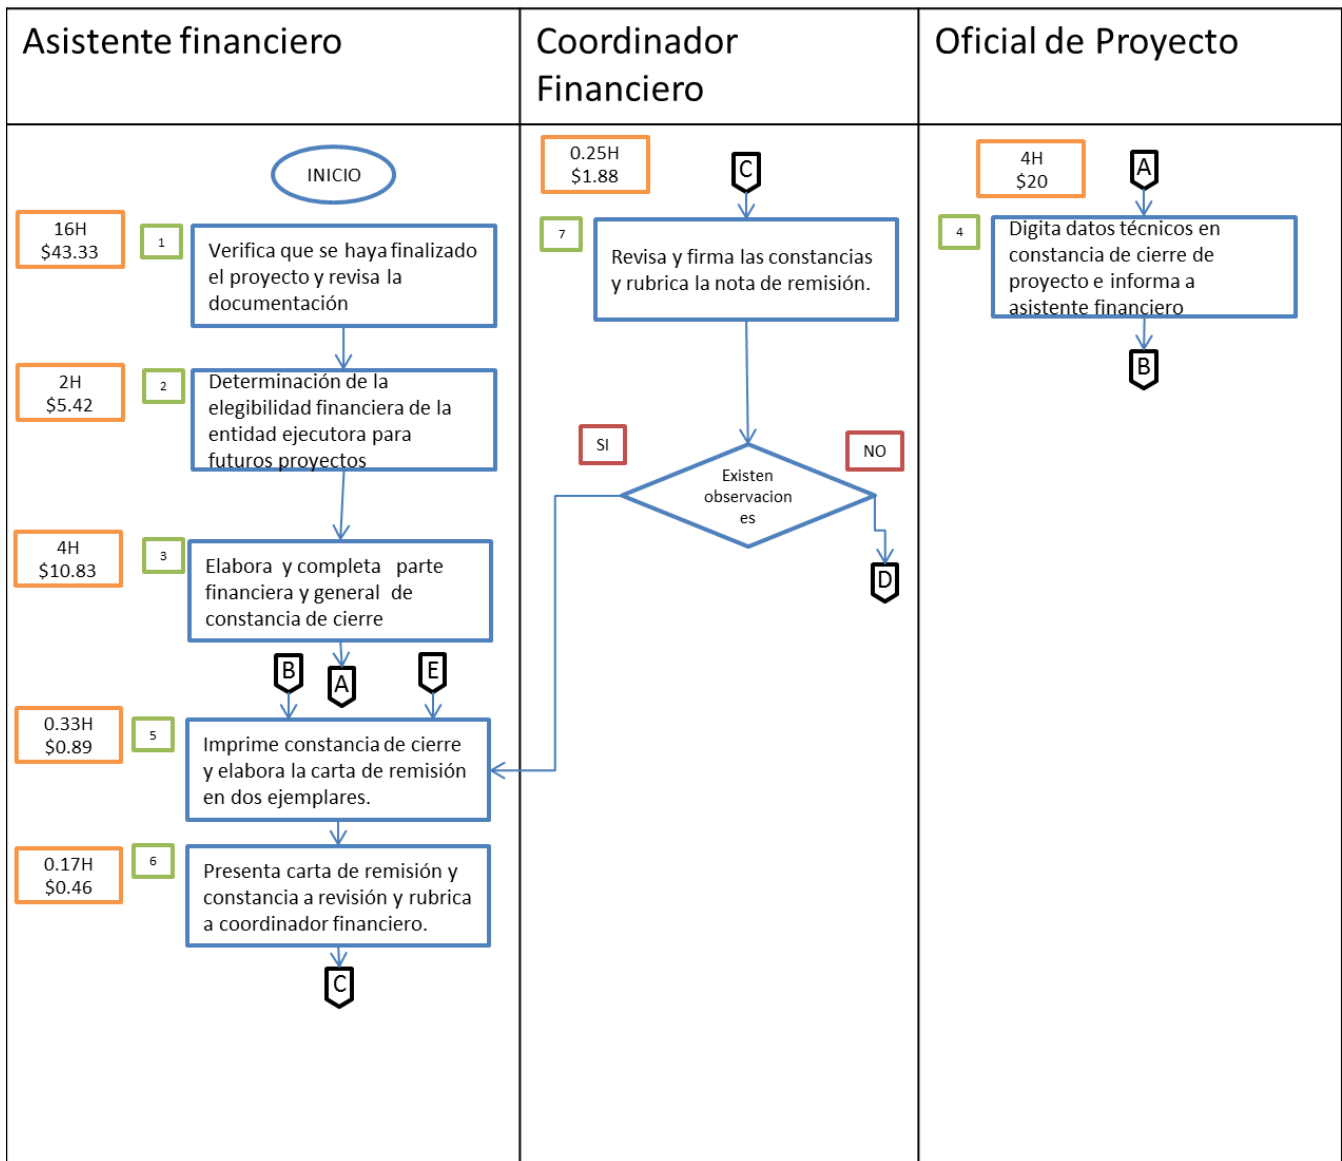 Asistente financiero
INICIO
16H
$43.33
1
Verifica que se haya finalizado
el proyecto y revisa la
documentación
2H
$5.42
2
Determinación de la
elegibilidad financiera de la
entidad ejecutora para
futuros proyectos
4H
$10.83
3
Elabora y completa parte
financiera y general de
constancia de cierre
B
A
E
0.33H
$0.89
5
Imprime constancia de cierre
y elabora la carta de remisión
en dos ejemplares.
0.17H
$0.46
6
Presenta carta de remisión y
constancia a revisión y rubrica
a coordinador financiero.
C
Coordinador
Financiero
0.25H
$1.88
C
7
Revisa y firma las constancias
y rubrica la nota de remisión.
SI
NO
Existen
observacion
es
D
Oficial de Proyecto
4H
$20
A
4
Digita datos técnicos en
constancia de cierre de
proyecto e informa a
asistente financiero
B